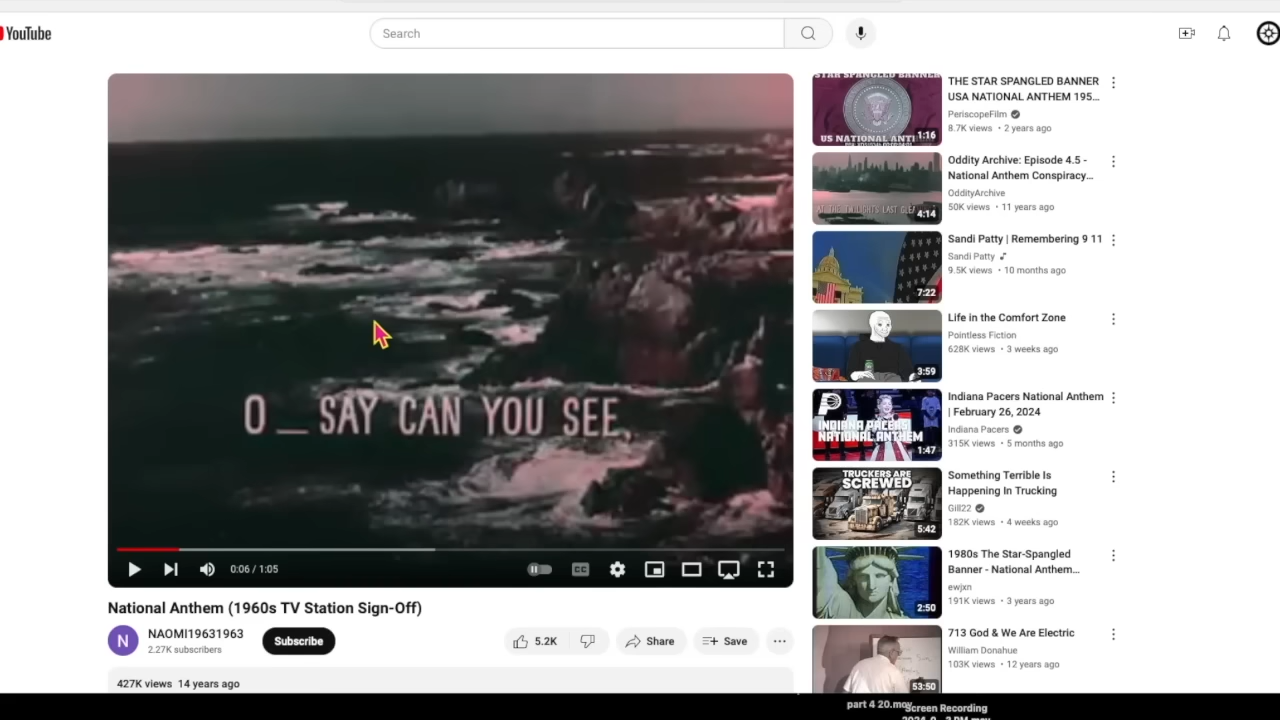 YouTube
Search
O _ SAY CAN YOU SEE,
0:06 / 1:05
CC
National Anthem (1960s TV Station Sign-Off)
N
NAOMI19631963
2.27K subscribers
Subscribe
5.2K
Share
Save
427K views 14 years ago
STAR SPANGLED BANNER
US NATIONAL ANTHEM
1:16
THE STAR SPANGLED BANNER
USA NATIONAL ANTHEM 195...
PeriscopeFilm
8.7K views • 2 years ago
AT THE TWILIGHTS LAST GLEA
4:14
Oddity Archive: Episode 4.5 -
National Anthem Conspiracy...
OddityArchive
50K views • 11 years ago
7:22
Sandi Patty | Remembering 9 11
Sandi Patty
9.5K views • 10 months ago
3:59
Life in the Comfort Zone
Pointless Fiction
628K views • 3 weeks ago
INDIANA PACERS
NATIONAL ANTHEM
1:47
Indiana Pacers National Anthem
| February 26, 2024
Indiana Pacers
315K views • 5 months ago
TRUCKERS ARE
SCREWED
5:42
Something Terrible Is
Happening In Trucking
Gill22
182K views • 4 weeks ago
2:50
1980s The Star-Spangled
Banner - National Anthem...
ewjxn
191K views • 3 years ago
53:50
713 God & We Are Electric
William Donahue
103K views • 12 years ago
part 4 20.mov
Screen Recording